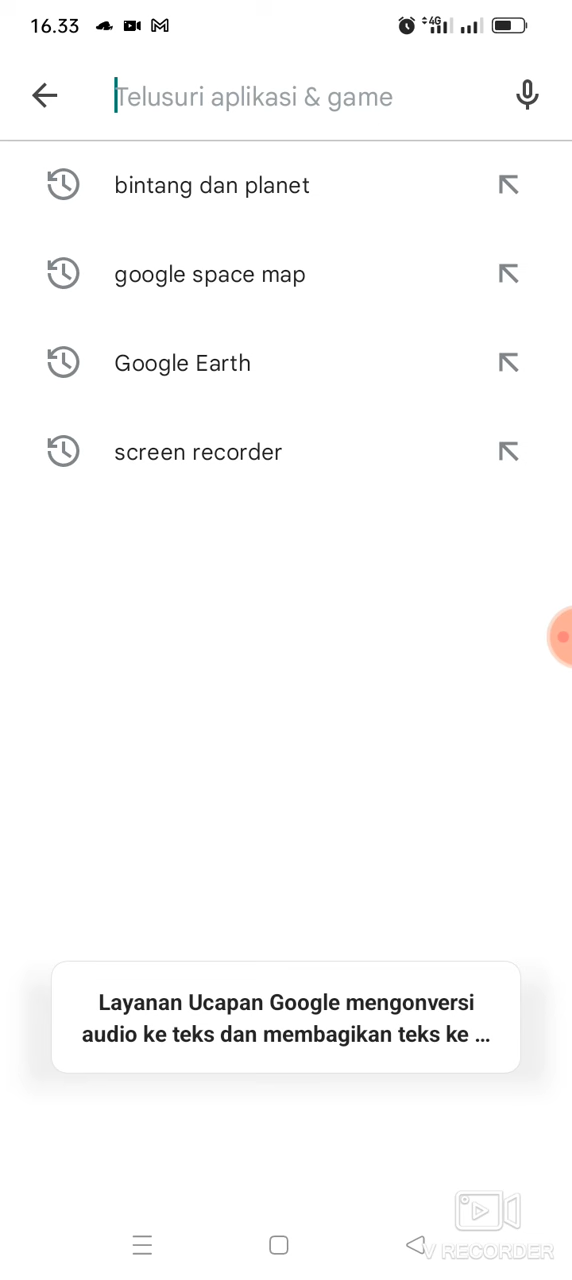 16.33
4G
Telusuri aplikasi & game
bintang dan planet
google space map
Google Earth
screen recorder
Layanan Ucapan Google mengonversi
audio ke teks dan membagikan teks ke ...
V RECORDER